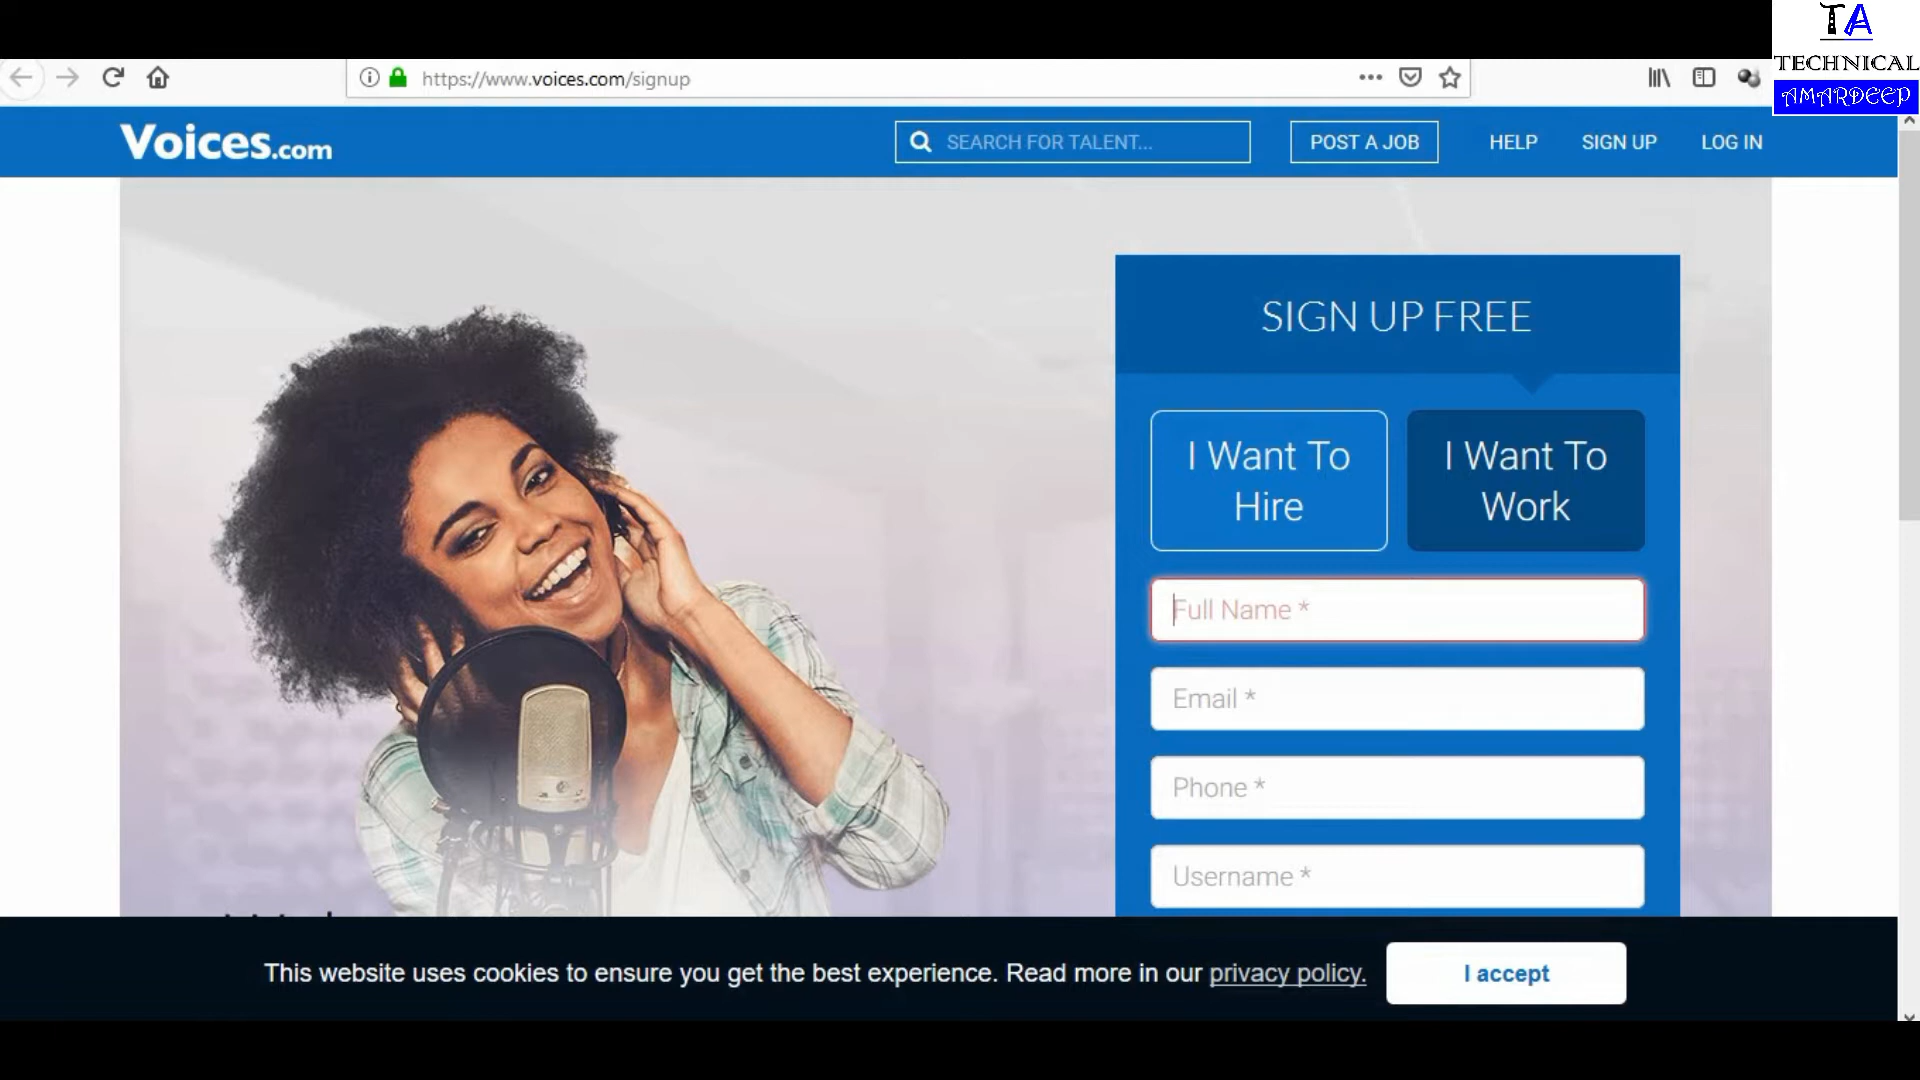 TA
TECHNICAL
AMARDEEP
https://www.voices.com/signup
Voices.com
SEARCH FOR TALENT...
POST A JOB
HELP
SIGN UP
LOG IN
SIGN UP FREE
I Want To
Hire
I Want To
Work
Full Name *
Email *
Phone *
Username *
This website uses cookies to ensure you get the best experience. Read more in our privacy policy.
I accept